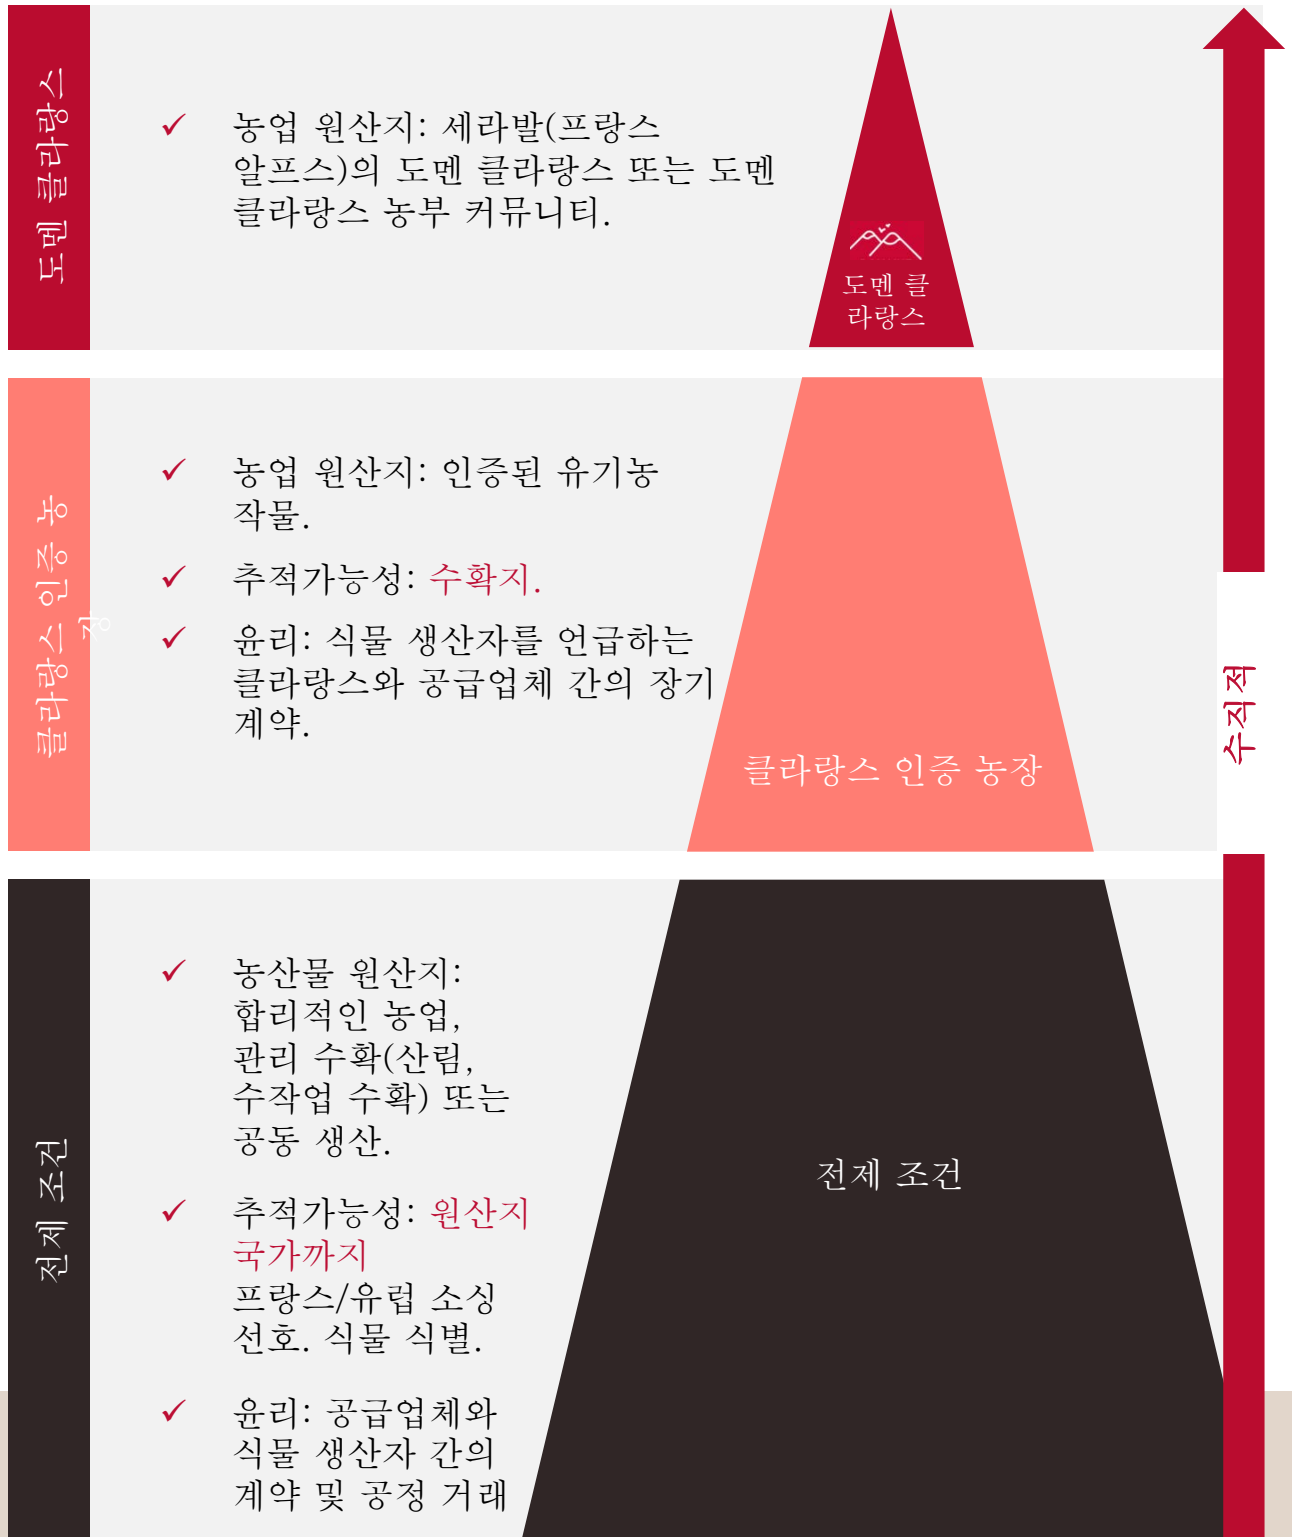 도멘 클라랑스
농업 원산지: 세라발(프랑스
알프스)의 도멘 클라랑스 또는 도멘
클라랑스 농부 커뮤니티.
도멘 클
라랑스
클라랑스 인증 농
장
농업 원산지: 인증된 유기농
작물.
추적가능성: 수확지.
윤리: 식물 생산자를 언급하는
클라랑스와 공급업체 간의 장기
계약.
클라랑스 인증 농장
수직적
전제 조건
농산물 원산지:
합리적인 농업,
관리 수확(산림,
수작업 수확) 또는
공동 생산.
추적가능성: 원산지
국가까지
프랑스/유럽 소싱
선호. 식물 식별.
윤리: 공급업체와
식물 생산자 간의
계약 및 공정 거래
전제 조건